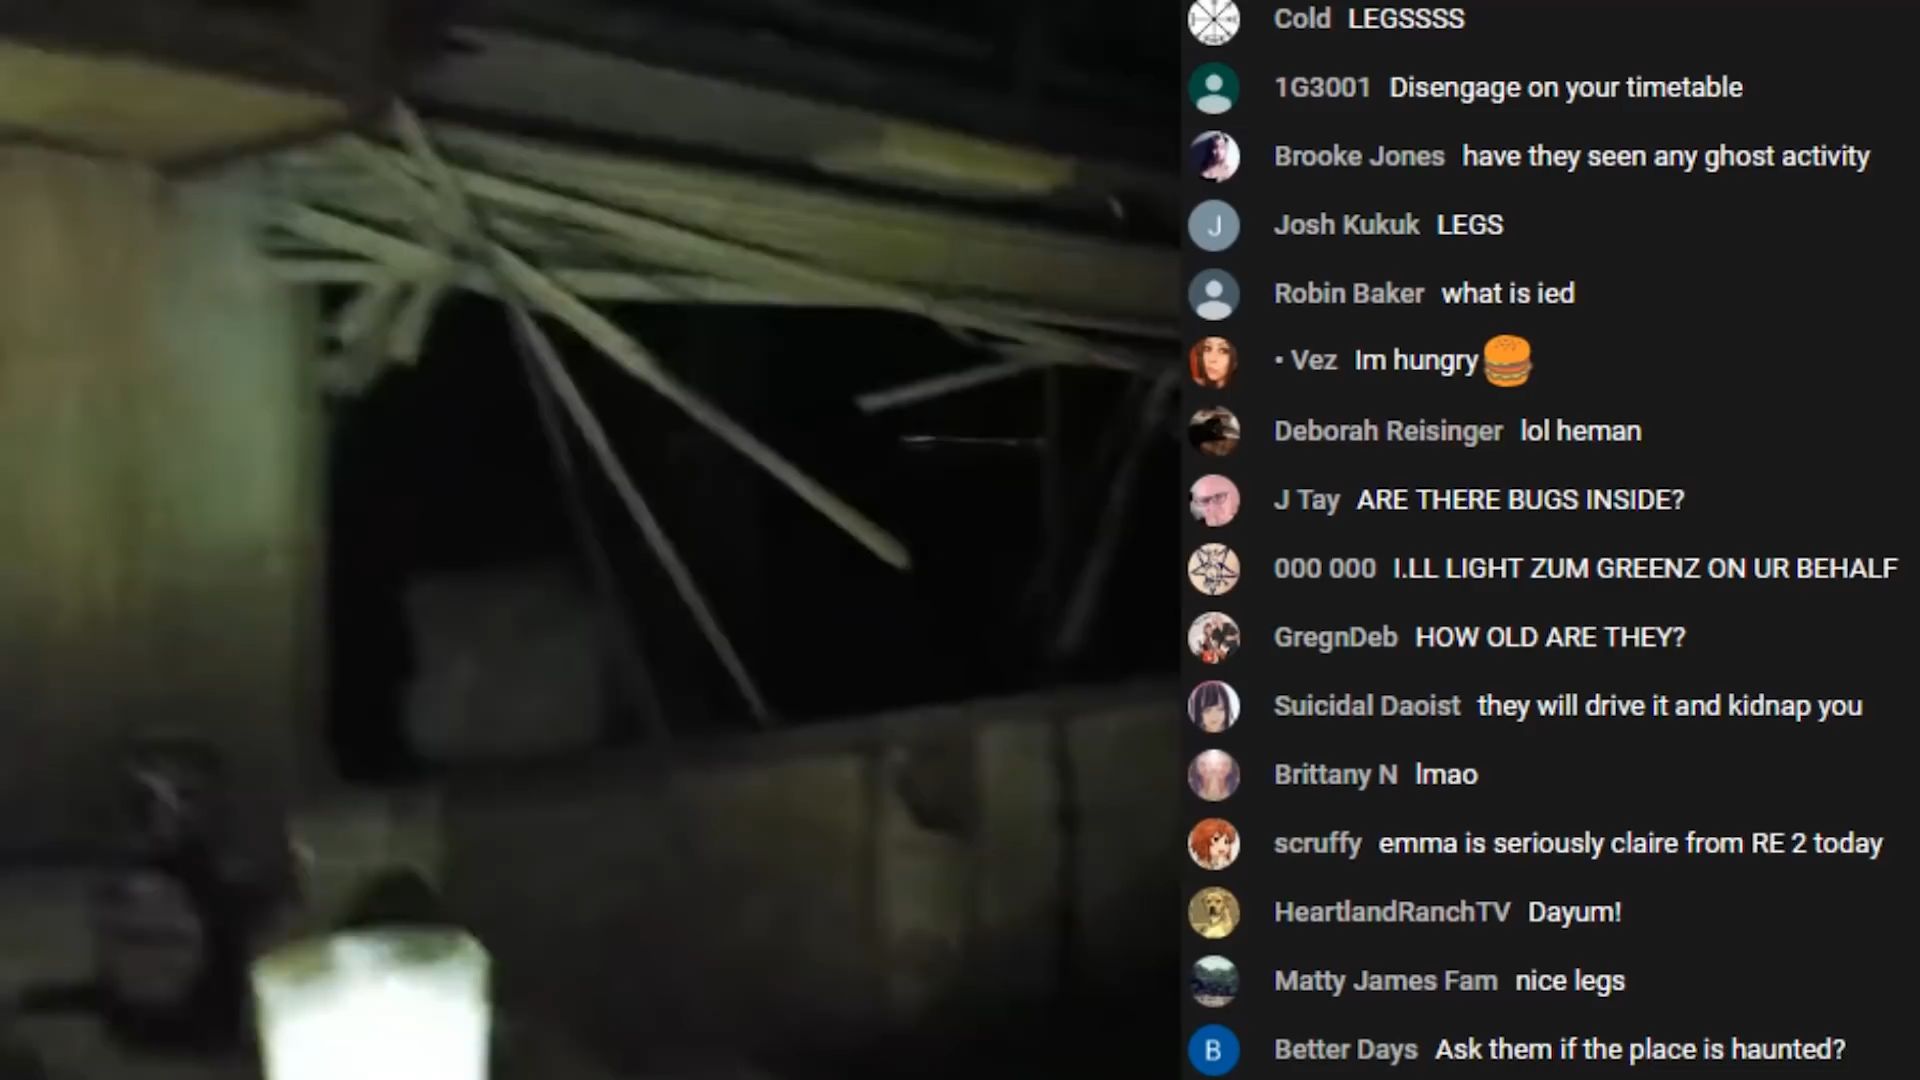 Cold LEGSSSS
1G3001 Disengage on your timetable
Brooke Jones have they seen any ghost activity
J
Josh Kukuk LEGS
Robin Baker what is ied
• Vez Im hungry🍔
Deborah Reisinger lol heman
J Tay ARE THERE BUGS INSIDE?
000 000 I.LL LIGHT ZUM GREENZ ON UR BEHALF
GregnDeb HOW OLD ARE THEY?
Suicidal Daoist they will drive it and kidnap you
Brittany N lmao
scruffy emma is seriously claire from RE 2 today
HeartlandRanchTV Dayum!
Matty James Fam nice legs
B
Better Days Ask them if the place is haunted?